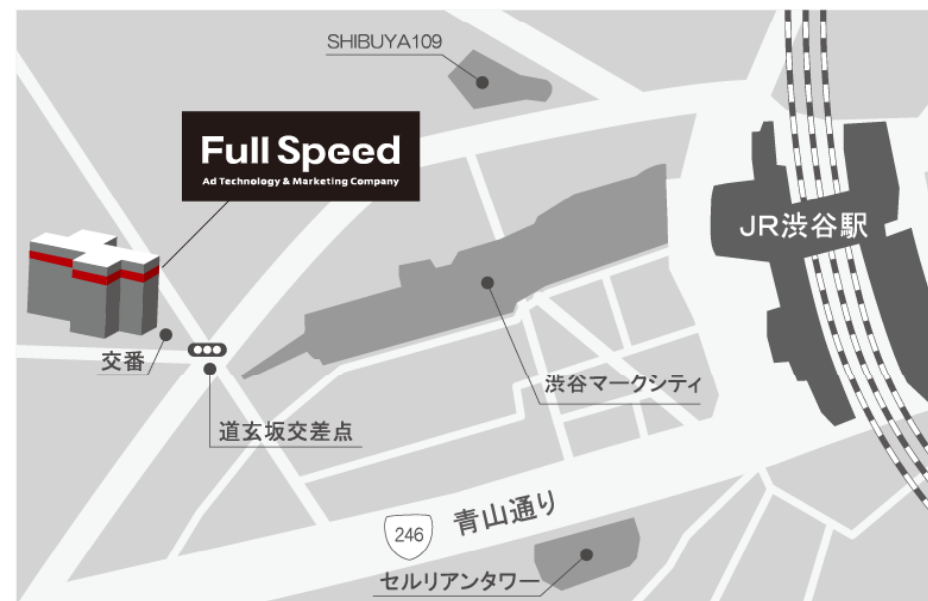 SHIBUYA109
Full Speed
Ad Technology & Marketing Company
JR渋谷駅
交番
渋谷マークシティ
道玄坂交差点
青山通り
246
セルリアンタワー